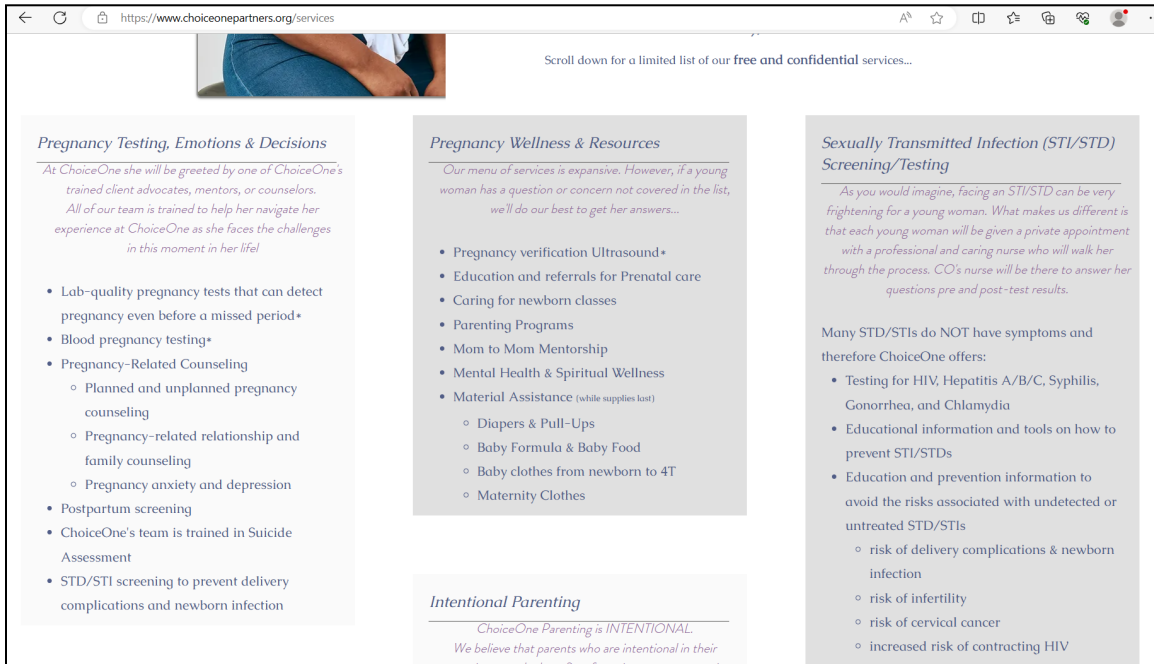 https://www.choiceonepartners.org/services
Scroll down for a limited list of our free and confidential services...
Pregnancy Testing, Emotions & Decisions
At ChoiceOne she will be greeted by one of ChoiceOne's
trained client advocates, mentors, or counselors.
All of our team is trained to help her navigate her
experience at ChoiceOne as she faces the challenges
in this moment in her life!
• Lab-quality pregnancy tests that can detect
pregnancy even before a missed period*
• Blood pregnancy testing*
• Pregnancy-Related Counseling
◦ Planned and unplanned pregnancy
counseling
◦ Pregnancy-related relationship and
family counseling
◦ Pregnancy anxiety and depression
• Postpartum screening
• ChoiceOne's team is trained in Suicide
Assessment
• STD/STI screening to prevent delivery
complications and newborn infection
Pregnancy Wellness & Resources
Our menu of services is expansive. However, if a young
woman has a question or concern not covered in the list,
we'll do our best to get her answers...
• Pregnancy verification Ultrasound*
• Education and referrals for Prenatal care
• Caring for newborn classes
• Parenting Programs
• Mom to Mom Mentorship
• Mental Health & Spiritual Wellness
• Material Assistance (while supplies last)
◦ Diapers & Pull-Ups
◦ Baby Formula & Baby Food
◦ Baby clothes from newborn to 4T
◦ Maternity Clothes
Intentional Parenting
ChoiceOne Parenting is INTENTIONAL.
We believe that parents who are intentional in their
Sexually Transmitted Infection (STI/STD)
Screening/Testing
As you would imagine, facing an STI/STD can be very
frightening for a young woman. What makes us different is
that each young woman will be given a private appointment
with a professional and caring nurse who will walk her
through the process. CO's nurse will be there to answer her
questions pre and post-test results.
Many STD/STIs do NOT have symptoms and
therefore ChoiceOne offers:
• Testing for HIV, Hepatitis A/B/C, Syphilis,
Gonorrhea, and Chlamydia
• Educational information and tools on how to
prevent STI/STDs
• Education and prevention information to
avoid the risks associated with undetected or
untreated STD/STIs
◦ risk of delivery complications & newborn
infection
◦ risk of infertility
◦ risk of cervical cancer
◦ increased risk of contracting HIV